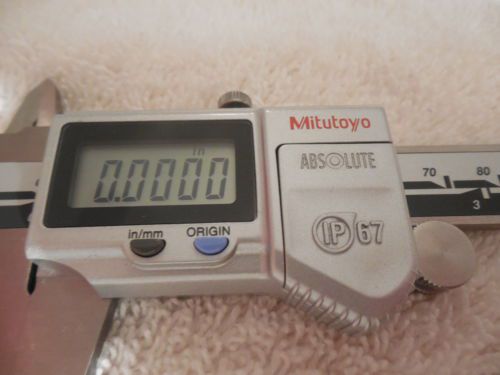 Mitutoyo
in
0.0000
ABSOLUTE
in/mm ORIGIN
IP67
70 80
3